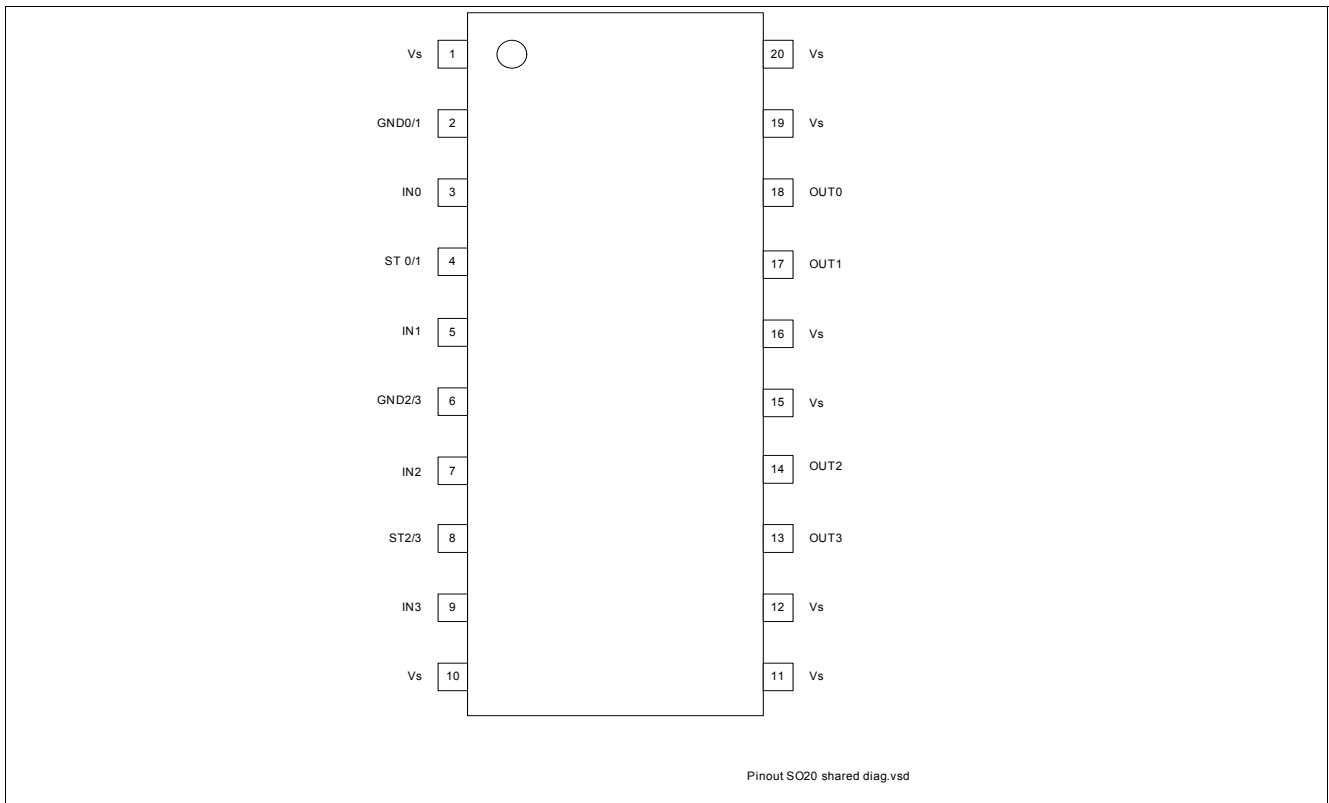 Vs 1 20 Vs
GND0/1 2 19 Vs
IN0 3 18 OUT0
ST 0/1 4 17 OUT1
IN1 5 16 Vs
GND2/3 6 15 Vs
IN2 7 14 OUT2
ST2/3 8 13 OUT3
IN3 9 12 Vs
Vs 10 11 Vs
Pinout SO20 shared diag.vsd